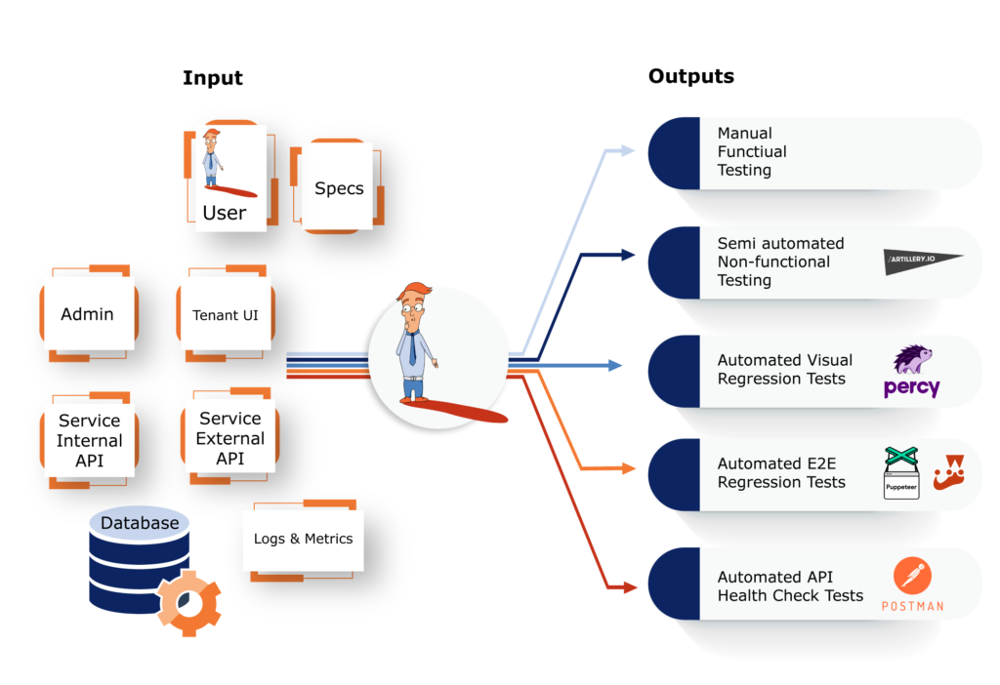 Input
Outputs
User
Specs
Admin
Tenant UI
Service
Internal
API
Service
External
API
Database
Logs & Metrics
Manual
Functiual
Testing
Semi automated
Non-functional
Testing
ARTILLERY.IO
Automated Visual
Regression Tests
percy
Automated E2E
Regression Tests
Puppeteer
Automated API
Health Check Tests
POSTMAN